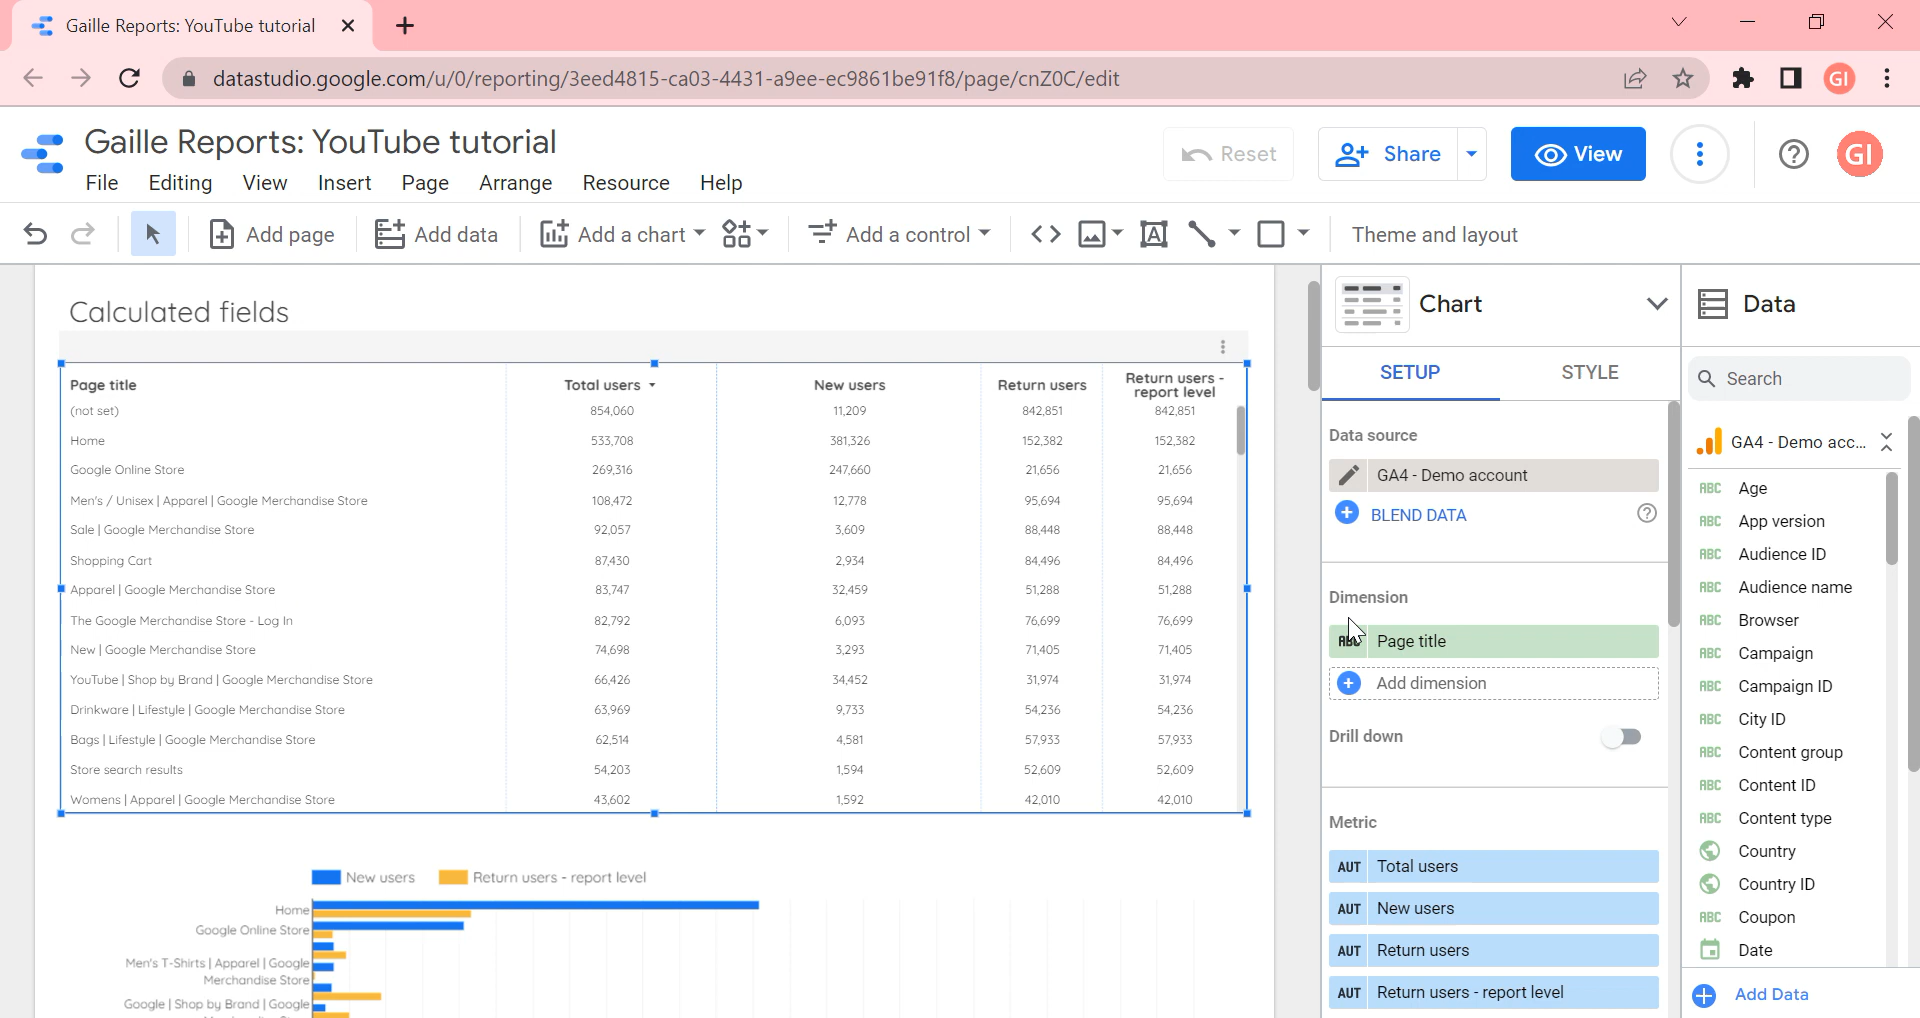 Gaille Reports: YouTube tutorial
datastudio.google.com/u/0/reporting/3eed4815-ca03-4431-a9ee-ec9861be91f8/page/cnZ0C/edit
GI
Gaille Reports: YouTube tutorial
Reset
Share
View
GI
File Editing View Insert Page Arrange Resource Help
Add page
Add data
Add a chart
Add a control
Theme and layout
Calculated fields
Page title Total users New users Return users Return users -
report level
(not set) 854,060 11,209 842,851 842,851
Home 533,708 381,326 152,382 152,382
Google Online Store 269,316 247,660 21,656 21,656
Men's / Unisex | Apparel | Google Merchandise Store 108,472 12,778 95,694 95,694
Sale | Google Merchandise Store 92,057 3,609 88,448 88,448
Shopping Cart 87,430 2,934 84,496 84,496
Apparel | Google Merchandise Store 83,747 32,459 51,288 51,288
The Google Merchandise Store - Log In 82,792 6,093 76,699 76,699
New | Google Merchandise Store 74,698 3,293 71,405 71,405
YouTube | Shop by Brand | Google Merchandise Store 66,426 34,452 31,974 31,974
Drinkware | Lifestyle | Google Merchandise Store 63,969 9,733 54,236 54,236
Bags | Lifestyle | Google Merchandise Store 62,514 4,581 57,933 57,933
Store search results 54,203 1,594 52,609 52,609
Womens | Apparel | Google Merchandise Store 43,602 1,592 42,010 42,010
New users Return users - report level
Home
Google Online Store
Men's T-Shirts | Apparel | Google
Merchandise Store
Google | Shop by Brand | Google
Chart
SETUP STYLE
Data source
GA4 - Demo account
BLEND DATA
Dimension
ABC Page title
Add dimension
Drill down
Metric
AUT Total users
AUT New users
AUT Return users
AUT Return users - report level
Data
Search
GA4 - Demo acc...
ABC Age
ABC App version
ABC Audience ID
ABC Audience name
ABC Browser
ABC Campaign
ABC Campaign ID
ABC City ID
ABC Content group
ABC Content ID
ABC Content type
Country
Country ID
ABC Coupon
Date
Add Data